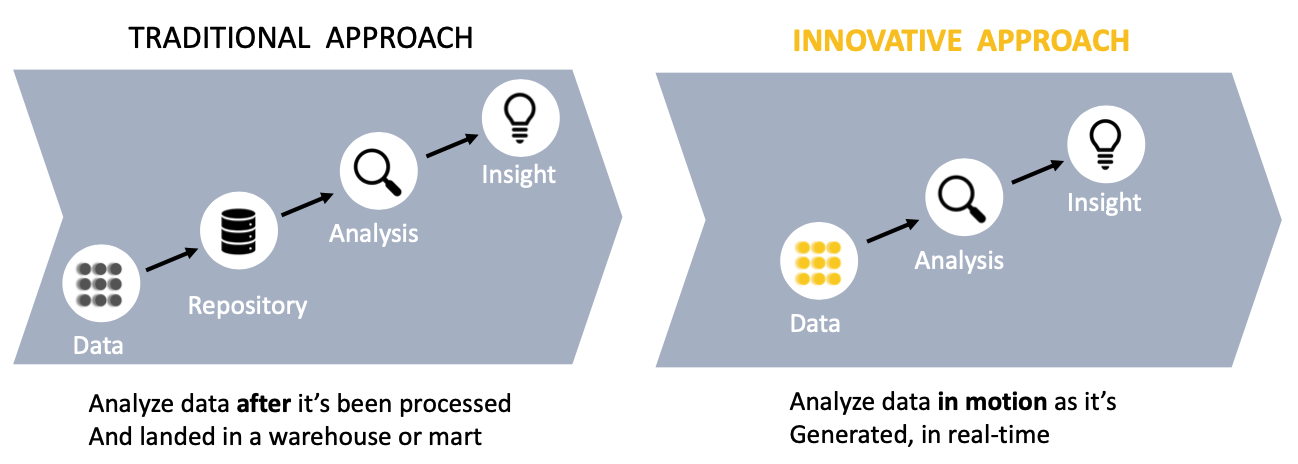 TRADITIONAL APPROACH
Data
Repository
Analysis
Insight
Analyze data after it's been processed
And landed in a warehouse or mart
INNOVATIVE APPROACH
Data
Analysis
Insight
Analyze data in motion as it's
Generated, in real-time